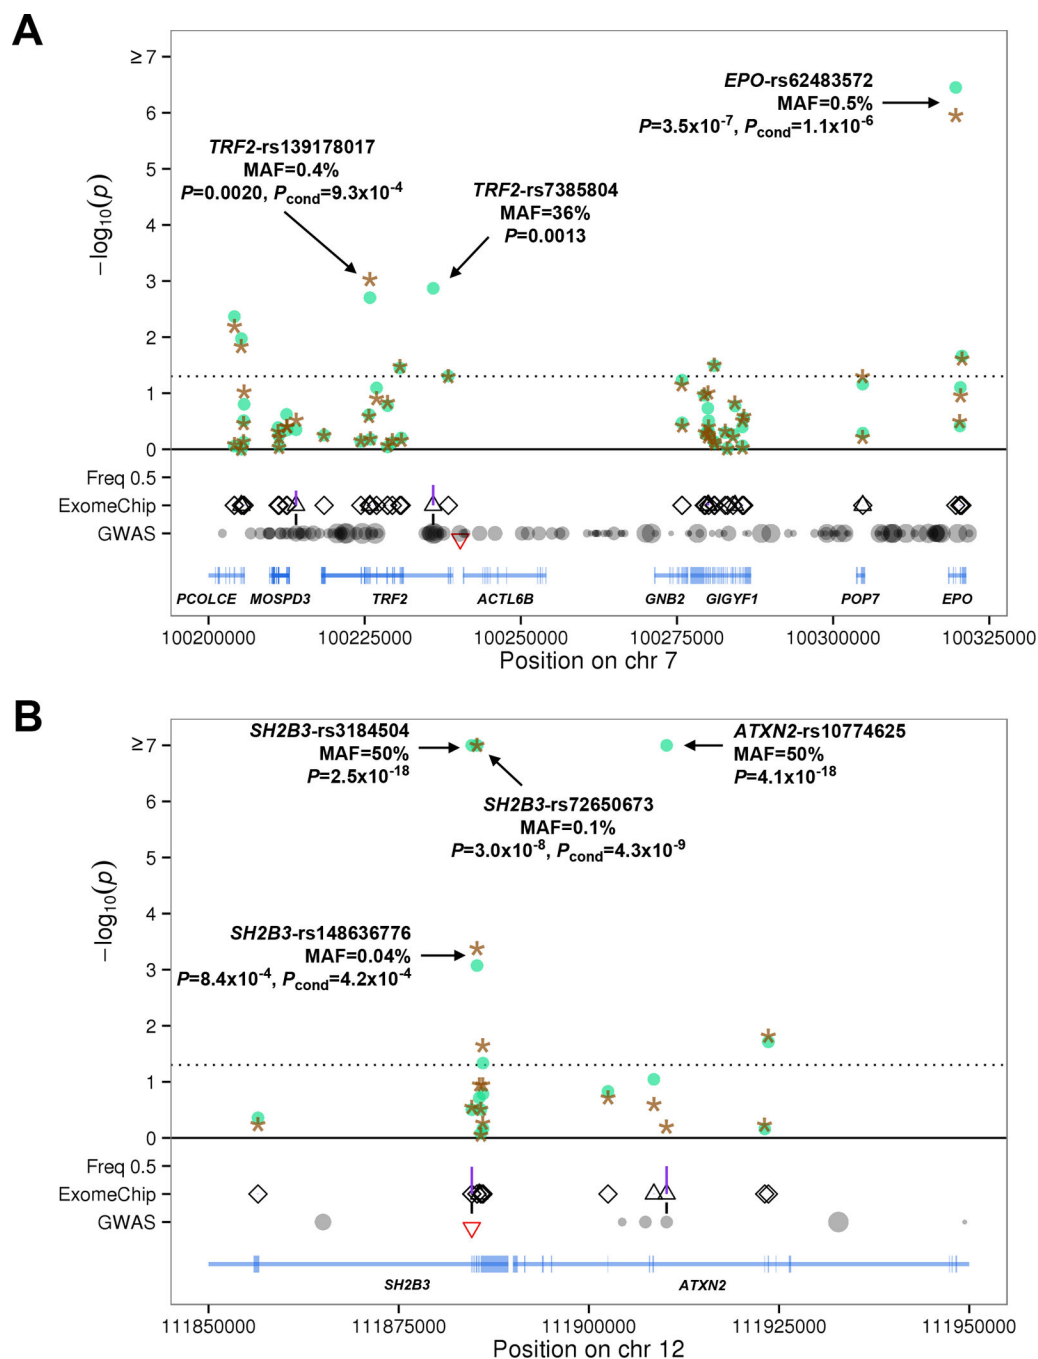 A
≥7
6
5
4
3
2
1
0
−log10(p)
EPO-rs62483572
MAF=0.5%
P=3.5x10-7, Pcond=1.1x10-6
TRF2-rs139178017
MAF=0.4%
P=0.0020, Pcond=9.3x10-4
TRF2-rs7385804
MAF=36%
P=0.0013
Freq 0.5
ExomeChip
GWAS
PCOLCE MOSPD3 TRF2 ACTL6B GNB2 GIGYF1 POP7 EPO
100200000 100225000 100250000 100275000 100300000 100325000
Position on chr 7
B
≥7
6
5
4
3
2
1
0
−log10(p)
SH2B3-rs3184504
MAF=50%
P=2.5x10-18
ATXN2-rs10774625
MAF=50%
P=4.1x10-18
SH2B3-rs72650673
MAF=0.1%
P=3.0x10-8, Pcond=4.3x10-9
SH2B3-rs148636776
MAF=0.04%
P=8.4x10-4, Pcond=4.2x10-4
Freq 0.5
ExomeChip
GWAS
SH2B3 ATXN2
111850000 111875000 111900000 111925000 111950000
Position on chr 12